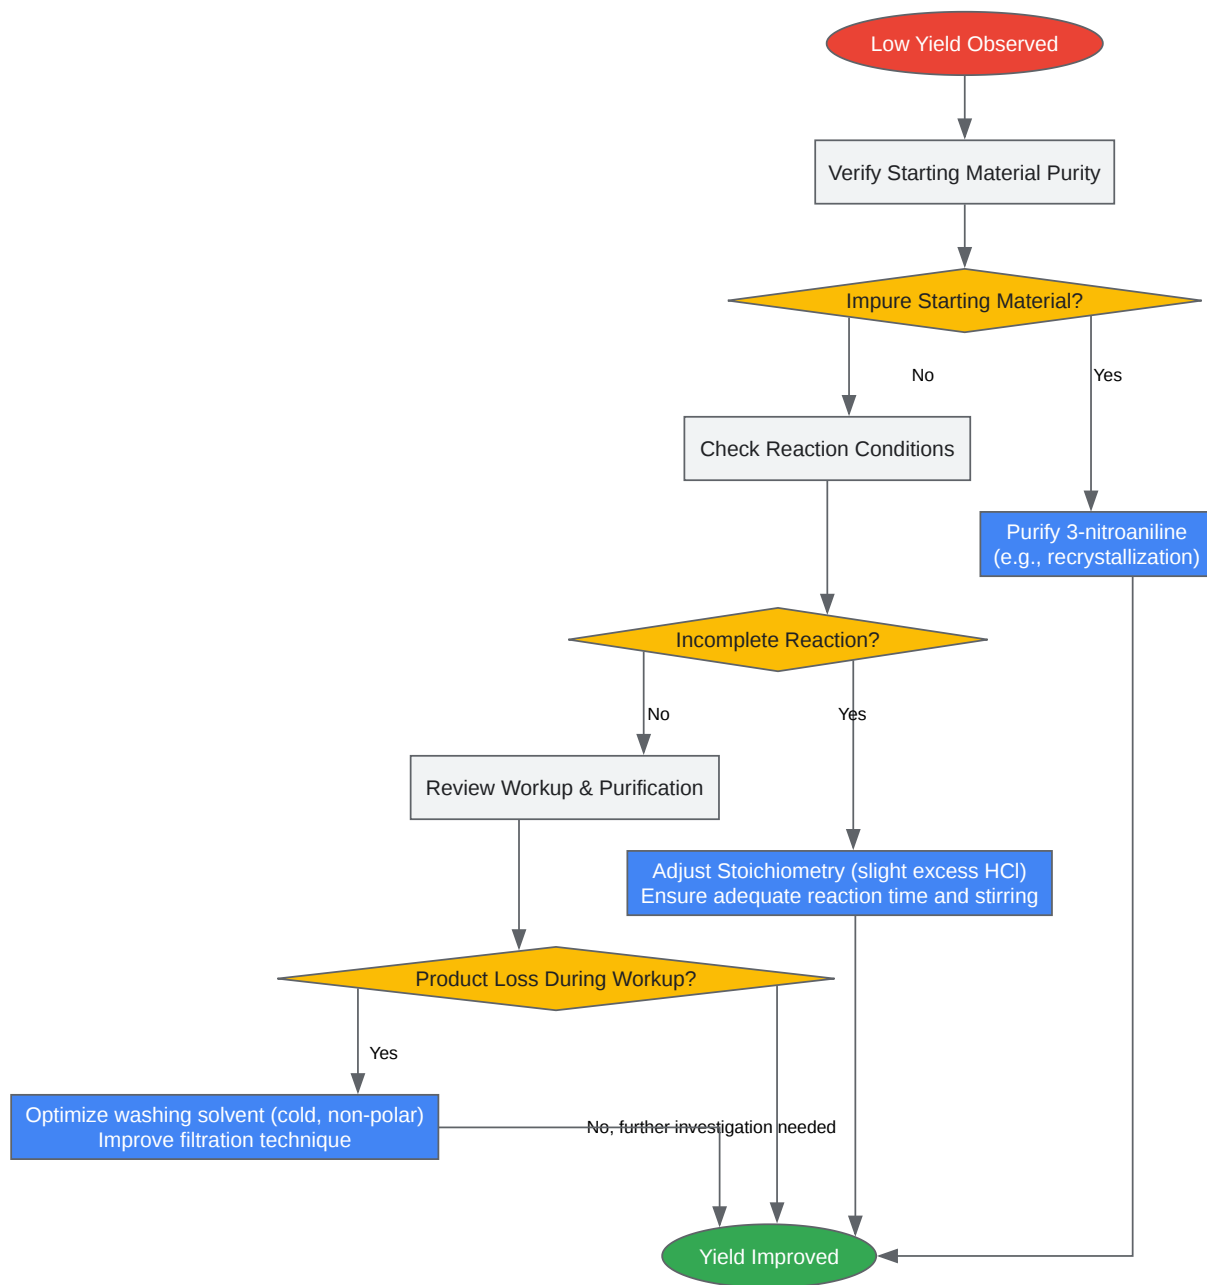 Low Yield Observed
Verify Starting Material Purity
Impure Starting Material?
No
Yes
Check Reaction Conditions
Purify 3-nitroaniline
(e.g., recrystallization)
Incomplete Reaction?
No
Yes
Review Workup & Purification
Adjust Stoichiometry (slight excess HCl)
Ensure adequate reaction time and stirring
Product Loss During Workup?
Yes
Optimize washing solvent (cold, non-polar)
Improve filtration technique
No, further investigation needed
Yield Improved